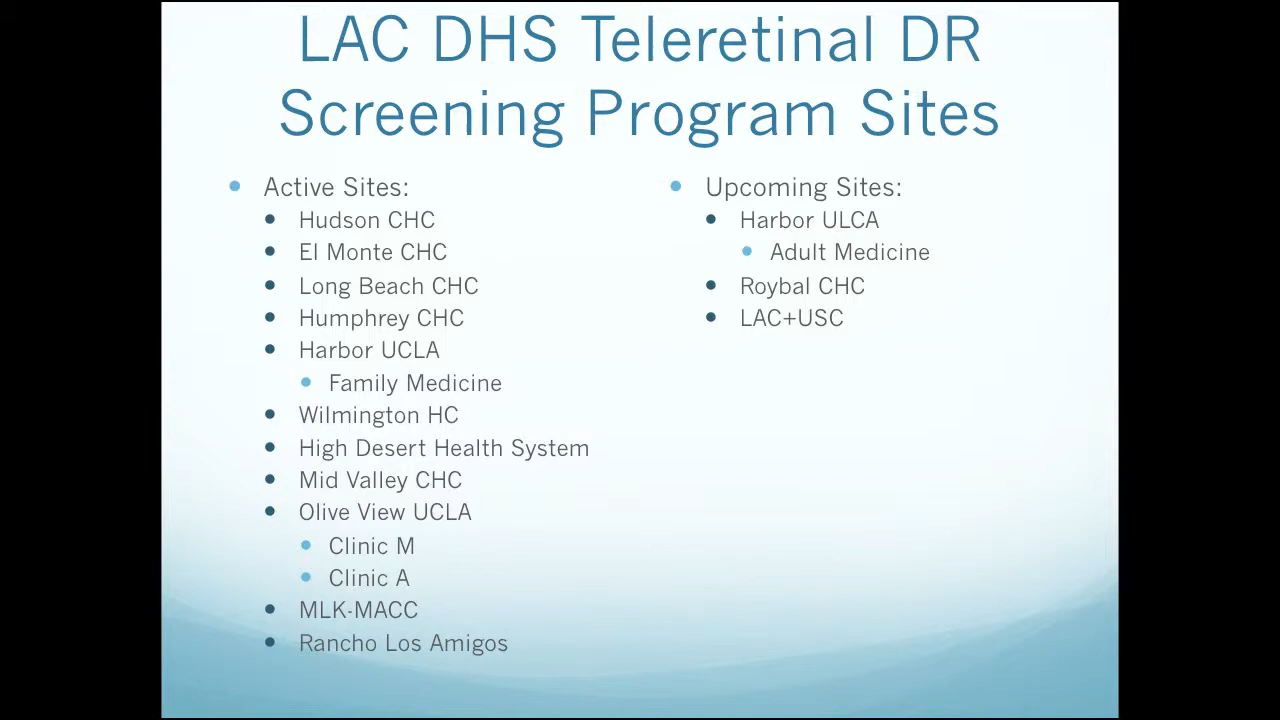 LAC DHS Teleretinal DR
Screening Program Sites
Active Sites:
Hudson CHC
El Monte CHC
Long Beach CHC
Humphrey CHC
Harbor UCLA
Family Medicine
Wilmington HC
High Desert Health System
Mid Valley CHC
Olive View UCLA
Clinic M
Clinic A
MLK-MACC
Rancho Los Amigos
Upcoming Sites:
Harbor ULCA
Adult Medicine
Roybal CHC
LAC+USC